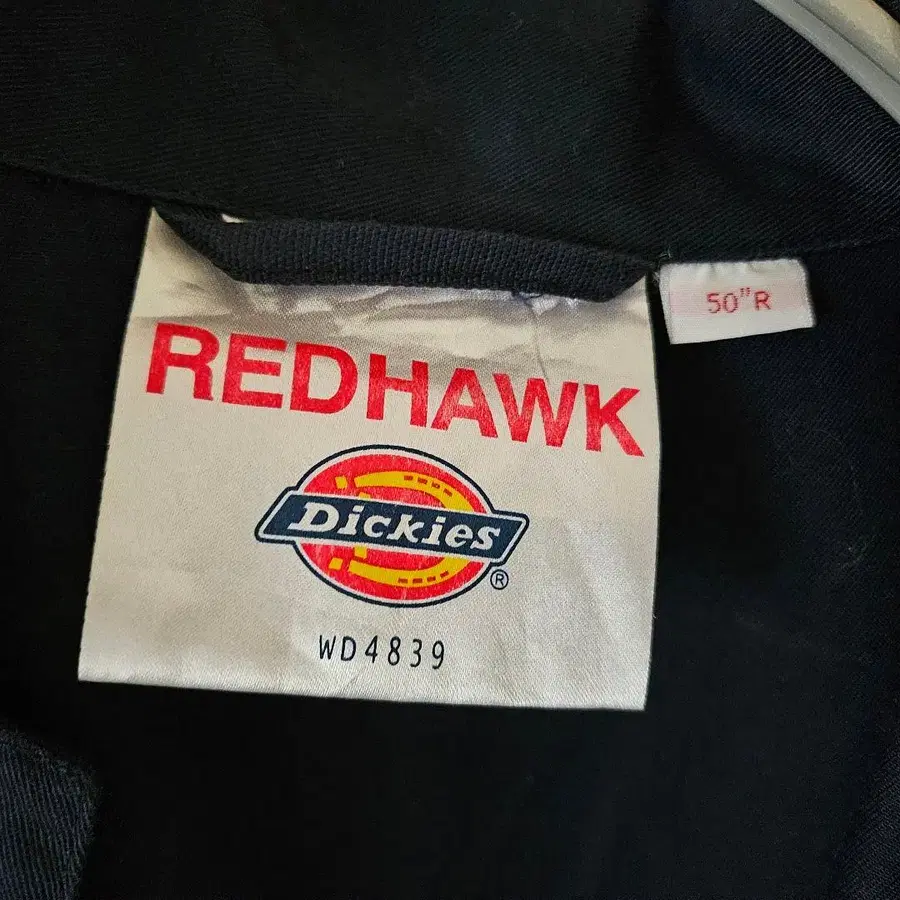 REDHAWK
50"R
Dickies
®
WD4839